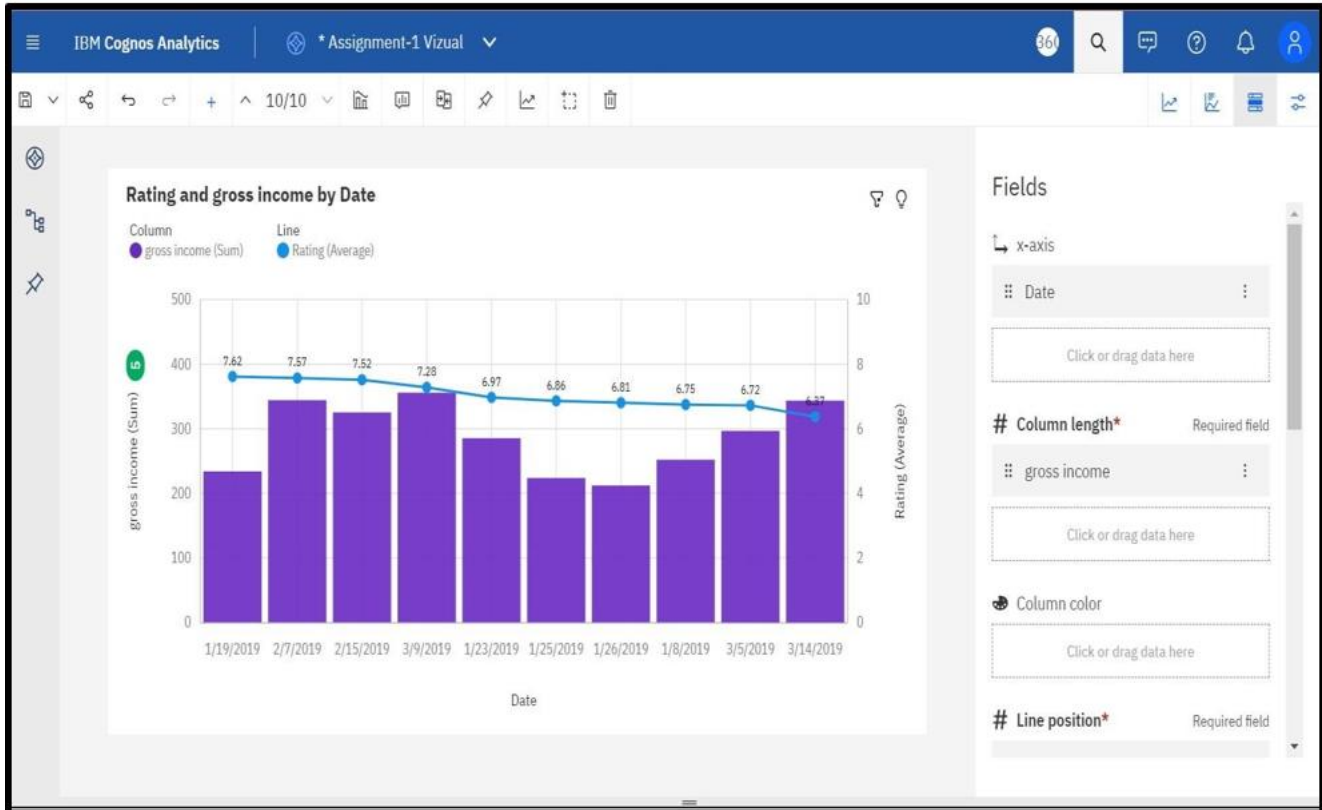 IBM Cognos Analytics
* Assignment-1 Vizual
360
10/10
Rating and gross income by Date
Column
Line
gross income (Sum)
Rating (Average)
500
400
300
200
100
0
gross income (Sum)
5
7.62
7.57
7.52
7.28
6.97
6.86
6.81
6.75
6.72
6.37
10
8
6
4
2
0
Rating (Average)
1/19/2019 2/7/2019 2/15/2019 3/9/2019 1/23/2019 1/25/2019 1/26/2019 1/8/2019 3/5/2019 3/14/2019
Date
Fields
x-axis
Date
Click or drag data here
# Column length* Required field
gross income
Click or drag data here
Column color
Click or drag data here
# Line position* Required field